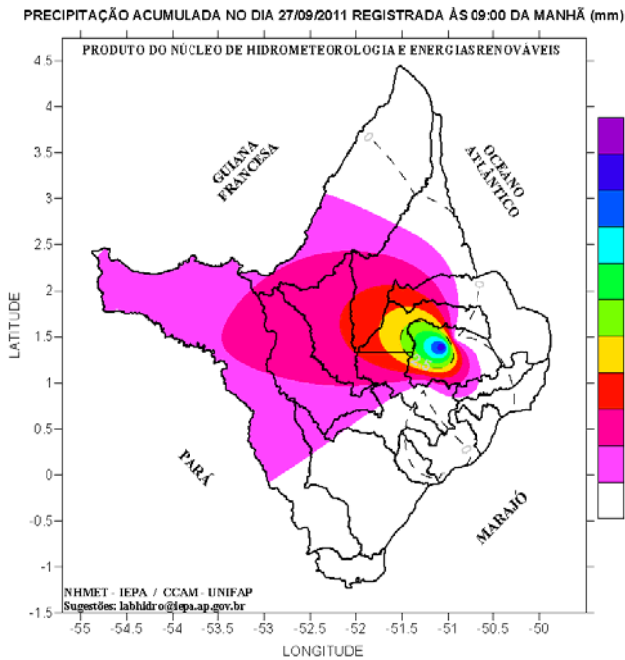 PRECIPITAÇÃO ACUMULADA NO DIA 27/09/2011 REGISTRADA ÀS 09:00 DA MANHÃ (mm)
PRODUTO DO NÚCLEO DE HIDROMETEOROLOGIA E ENERGIAS RENOVÁVEIS
4.5
4
3.5
3
2.5
2
1.5
1
0.5
0
-0.5
-1
-1.5
LATITUDE
GUIANA
FRANCESA
OCEANO
ATLÂNTICO
0
0
0
PARÁ
MARAJÓ
NHMET - IEPA / CCAM - UNIFAP
Sugestões: labhidro@iepa.ap.gov.br
-55 -54.5 -54 -53.5 -53 -52.5 -52 -51.5 -51 -50.5 -50
LONGITUDE